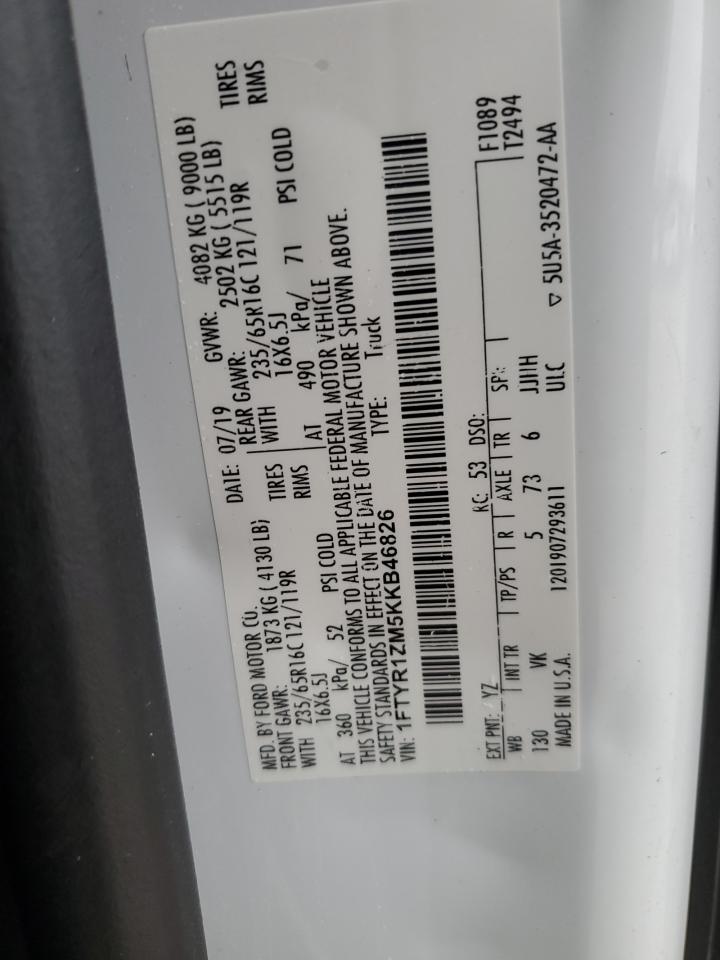 MFD. BY FORD MOTOR CO. DATE: 07/19 GVWR: 4082 KG ( 9000 LB)
FRONT GAWR: 1873 KG ( 4130 LB) REAR GAWR: 2502 KG ( 5515 LB)
WITH 235/65R16C 121/119R TIRES WITH 235/65R16C 121/119R TIRES
16X6.5J RIMS 16X6.5J RIMS
AT 360 kPa/ 52 PSI COLD AT 490 kPa/ 71 PSI COLD
THIS VEHICLE CONFORMS TO ALL APPLICABLE FEDERAL MOTOR VEHICLE
SAFETY STANDARDS IN EFFECT ON THE DATE OF MANUFACTURE SHOWN ABOVE.
VIN: 1FTYR1ZM5KKB46826 TYPE: Truck
EXT PNT: YZ RC: 53 DSO: F1089
WB INT TR TP/PS R AXLE TR SPR T2494
130 VK 5 73 6 JJ11H
MADE IN U.S.A. 1201907293611 ULC ▽ 5U5A-3520472-AA